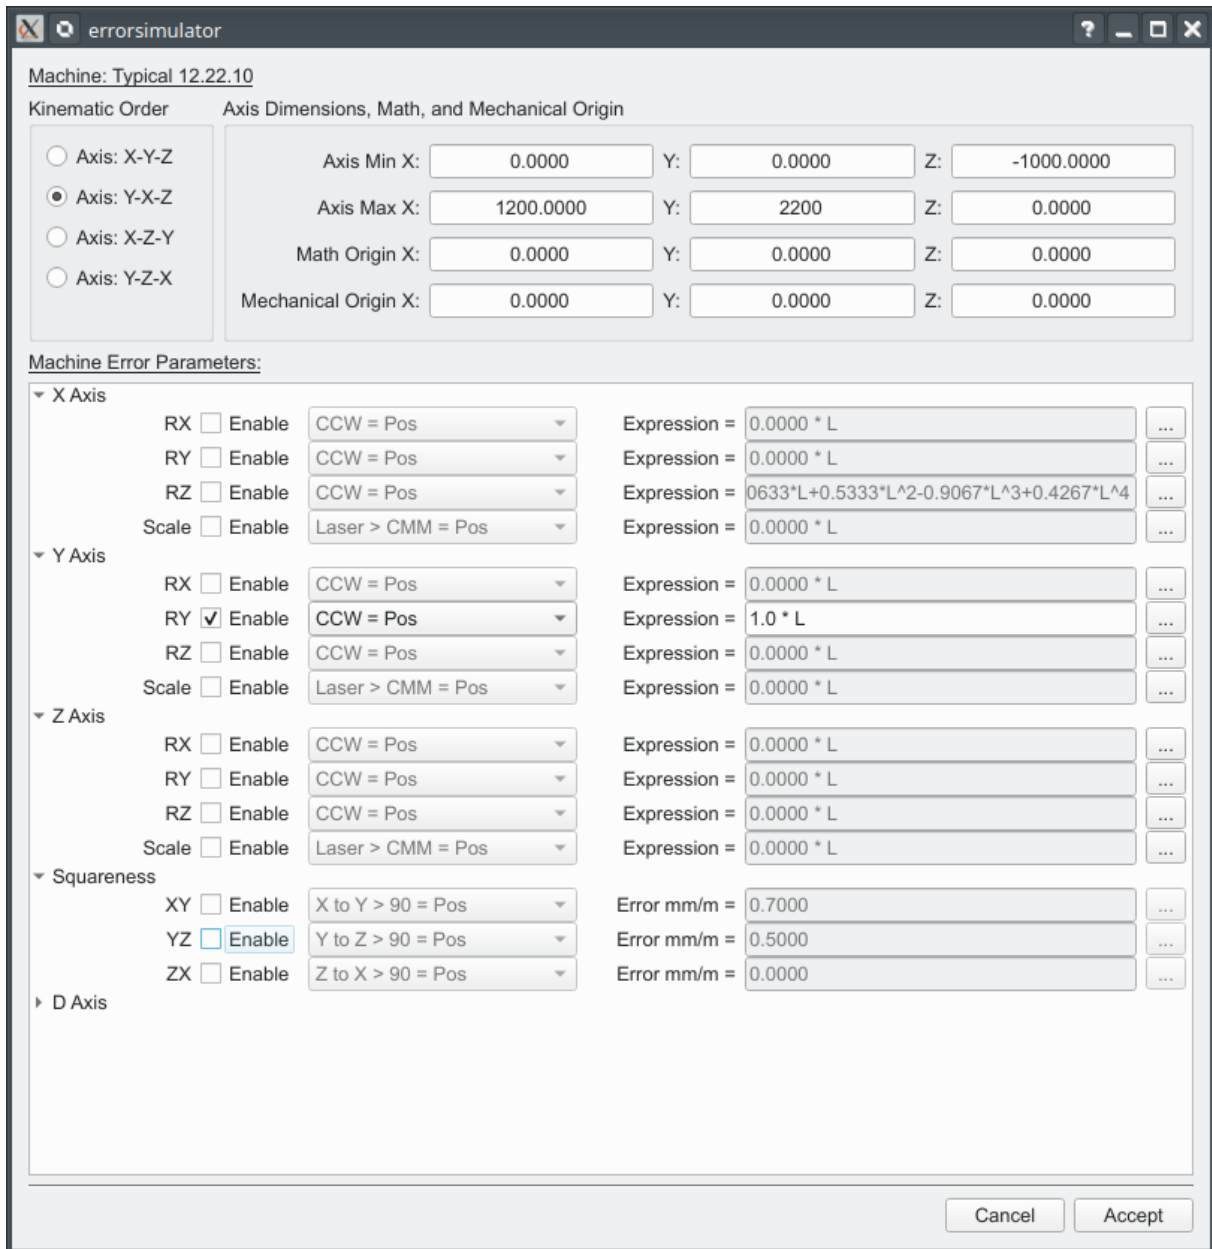 errorsimulator
Machine: Typical 12.22.10
Kinematic Order Axis Dimensions, Math, and Mechanical Origin
Axis: X-Y-Z Axis Min X: 0.0000 Y: 0.0000 Z: -1000.0000
Axis: Y-X-Z Axis Max X: 1200.0000 Y: 2200 Z: 0.0000
Axis: X-Z-Y Math Origin X: 0.0000 Y: 0.0000 Z: 0.0000
Axis: Y-Z-X Mechanical Origin X: 0.0000 Y: 0.0000 Z: 0.0000
Machine Error Parameters:
X Axis
RX Enable CCW = Pos Expression = 0.0000 * L ...
RY Enable CCW = Pos Expression = 0.0000 * L ...
RZ Enable CCW = Pos Expression = 0633*L+0.5333*L^2-0.9067*L^3+0.4267*L^4 ...
Scale Enable Laser > CMM = Pos Expression = 0.0000 * L ...
Y Axis
RX Enable CCW = Pos Expression = 0.0000 * L ...
RY Enable CCW = Pos Expression = 1.0 * L ...
RZ Enable CCW = Pos Expression = 0.0000 * L ...
Scale Enable Laser > CMM = Pos Expression = 0.0000 * L ...
Z Axis
RX Enable CCW = Pos Expression = 0.0000 * L ...
RY Enable CCW = Pos Expression = 0.0000 * L ...
RZ Enable CCW = Pos Expression = 0.0000 * L ...
Scale Enable Laser > CMM = Pos Expression = 0.0000 * L ...
Squareness
XY Enable X to Y > 90 = Pos Error mm/m = 0.7000 ...
YZ Enable Y to Z > 90 = Pos Error mm/m = 0.5000 ...
ZX Enable Z to X > 90 = Pos Error mm/m = 0.0000 ...
D Axis
Cancel Accept